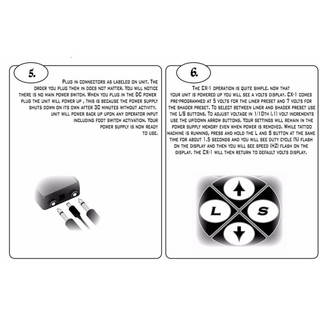 5.
Plug in connectors as labeled on unit. The
order you plug them in does not matter. You will notice
there is no main power switch. When you plug in the DC power
plug the unit will power up , this is because the power supply
shuts down on its own after 30 minutes without activity.
unit will power back up upon any operator input
including foot switch activation. Your
power supply is now ready
to use.
6.
The CX-1 operation is quite simple. now that
your unit is powered up you will see a volts display. CX-1 comes
pre-programmed at 5 volts for the liner preset and 7 volts for
the shader preset. To select between liner and shader preset use
the L/S buttons. To adjust voltage in 1/10th (.1) volt increments
use the up/down arrow buttons. Your settings will remain in the
power supply memory even when power is removed. While tattoo
machine is running; press and hold the L and S button at the same
time for about 1.5 seconds and you will see duty cycle (%) flash on
the display and then you will see speed (HZ) flash on the
display. The CX-1 will then return to default volts display.
L
S